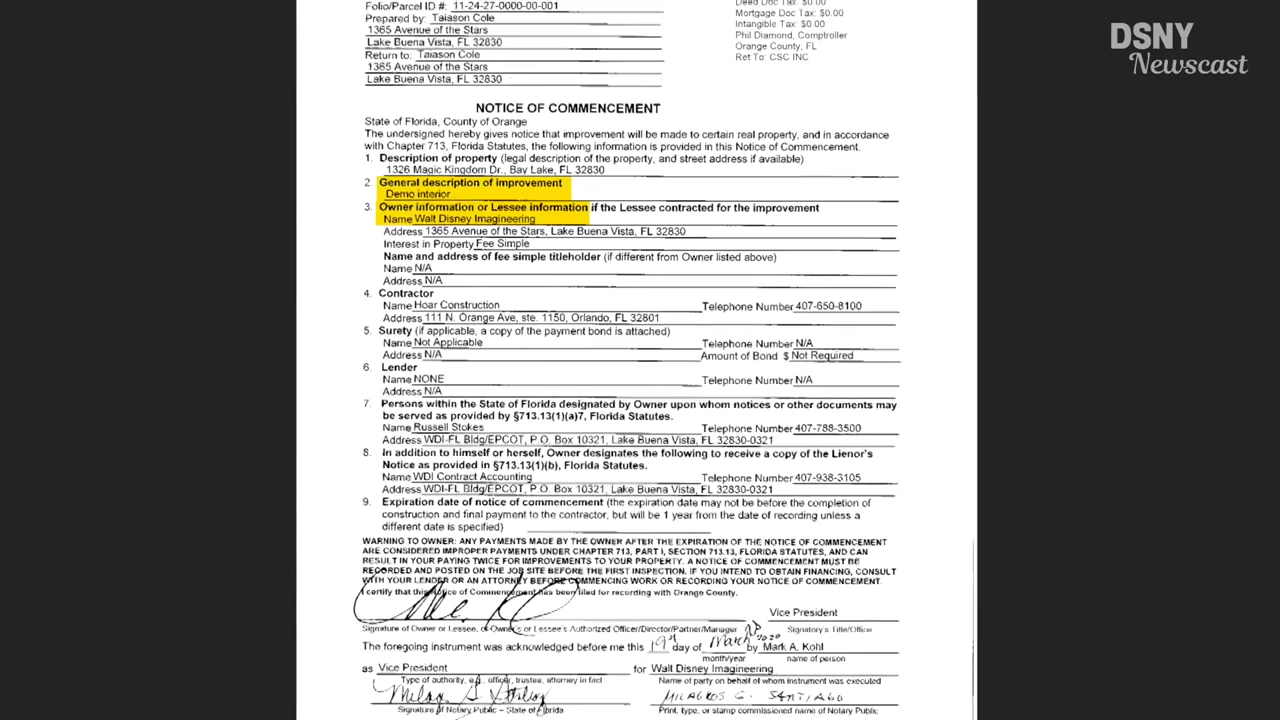 Folio/Parcel ID #: 11-24-27-0000-00-001
Prepared by: Taiason Cole
1365 Avenue of the Stars
Lake Buena Vista, FL 32830
Return to: Taiason Cole
1365 Avenue of the Stars
Lake Buena Vista, FL 32830
Deed Doc Tax: $0.00
Mortgage Doc Tax: $0.00
Intangible Tax: $0.00
Phil Diamond, Comptroller
Orange County, FL
Ret To: CSC INC
DSNY
Newscast
NOTICE OF COMMENCEMENT
State of Florida, County of Orange
The undersigned hereby gives notice that improvement will be made to certain real property, and in accordance
with Chapter 713, Florida Statutes, the following information is provided in this Notice of Commencement.
1. Description of property (legal description of the property, and street address if available)
1326 Magic Kingdom Dr., Bay Lake, FL 32830
2. General description of improvement
Demo interior
3. Owner information or Lessee information if the Lessee contracted for the improvement
Name Walt Disney Imagineering
Address 1365 Avenue of the Stars, Lake Buena Vista, FL 32830
Interest in Property Fee Simple
Name and address of fee simple titleholder (if different from Owner listed above)
Name N/A
Address N/A
4. Contractor
Name Hoar Construction Telephone Number 407-650-8100
Address 111 N. Orange Ave, ste. 1150, Orlando, FL 32801
5. Surety (if applicable, a copy of the payment bond is attached)
Name Not Applicable Telephone Number N/A
Address N/A Amount of Bond $ Not Required
6. Lender
Name NONE Telephone Number N/A
Address N/A
7. Persons within the State of Florida designated by Owner upon whom notices or other documents may
be served as provided by §713.13(1)(a)7, Florida Statutes.
Name Russell Stokes Telephone Number 407-788-3500
Address WDI-FL Bldg/EPCOT, P.O. Box 10321, Lake Buena Vista, FL 32830-0321
8. In addition to himself or herself, Owner designates the following to receive a copy of the Lienor's
Notice as provided in §713.13(1)(b), Florida Statutes.
Name WDI Contract Accounting Telephone Number 407-938-3105
Address WDI-FL Bldg/EPCOT, P.O. Box 10321, Lake Buena Vista, FL 32830-0321
9. Expiration date of notice of commencement (the expiration date may not be before the completion of
construction and final payment to the contractor, but will be 1 year from the date of recording unless a
different date is specified)
WARNING TO OWNER: ANY PAYMENTS MADE BY THE OWNER AFTER THE EXPIRATION OF THE NOTICE OF COMMENCEMENT
ARE CONSIDERED IMPROPER PAYMENTS UNDER CHAPTER 713, PART I, SECTION 713.13, FLORIDA STATUTES, AND CAN
RESULT IN YOUR PAYING TWICE FOR IMPROVEMENTS TO YOUR PROPERTY. A NOTICE OF COMMENCEMENT MUST BE
RECORDED AND POSTED ON THE JOB SITE BEFORE THE FIRST INSPECTION. IF YOU INTEND TO OBTAIN FINANCING, CONSULT
WITH YOUR LENDER OR AN ATTORNEY BEFORE COMMENCING WORK OR RECORDING YOUR NOTICE OF COMMENCEMENT.
I certify that this Notice of Commencement has been filed for recording with Orange County.
Vice President
Signature of Owner or Lessee, or Owner's or Lessee's Authorized Officer/Director/Partner/Manager Signatory's Title/Office
The foregoing instrument was acknowledged before me this 19th day of March 2020 by Mark A. Kohl
month/year name of person
as Vice President for Walt Disney Imagineering
Type of authority, e.g. officer, trustee, attorney in fact Name of party on behalf of whom instrument was executed
MILAGROS G. SANTIAGO
Signature of Notary Public – State of Florida Print, type, or stamp commissioned name of Notary Public